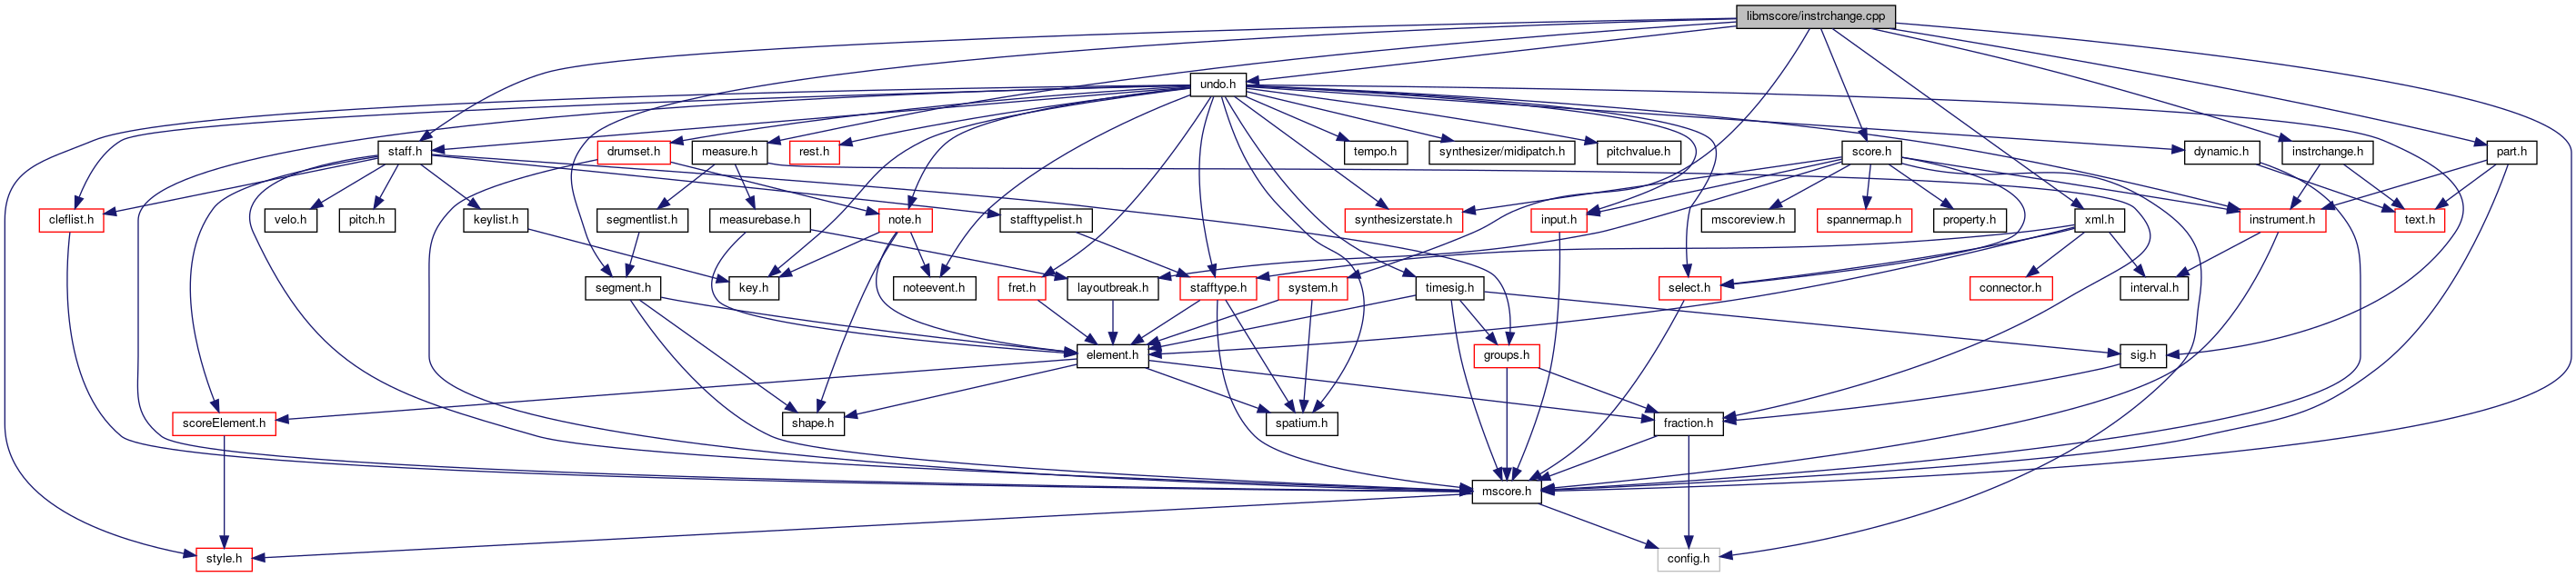 libmscore/instrchange.cpp
undo.h
staff.h
drumset.h
measure.h
rest.h
tempo.h
synthesizer/midipatch.h
pitchvalue.h
score.h
dynamic.h
instrchange.h
part.h
cleflist.h
velo.h
pitch.h
keylist.h
segmentlist.h
measurebase.h
note.h
stafftypelist.h
synthesizerstate.h
input.h
mscoreview.h
spannermap.h
property.h
xml.h
instrument.h
text.h
segment.h
key.h
noteevent.h
fret.h
layoutbreak.h
stafftype.h
system.h
timesig.h
select.h
connector.h
interval.h
element.h
groups.h
sig.h
scoreElement.h
shape.h
spatium.h
fraction.h
mscore.h
style.h
config.h